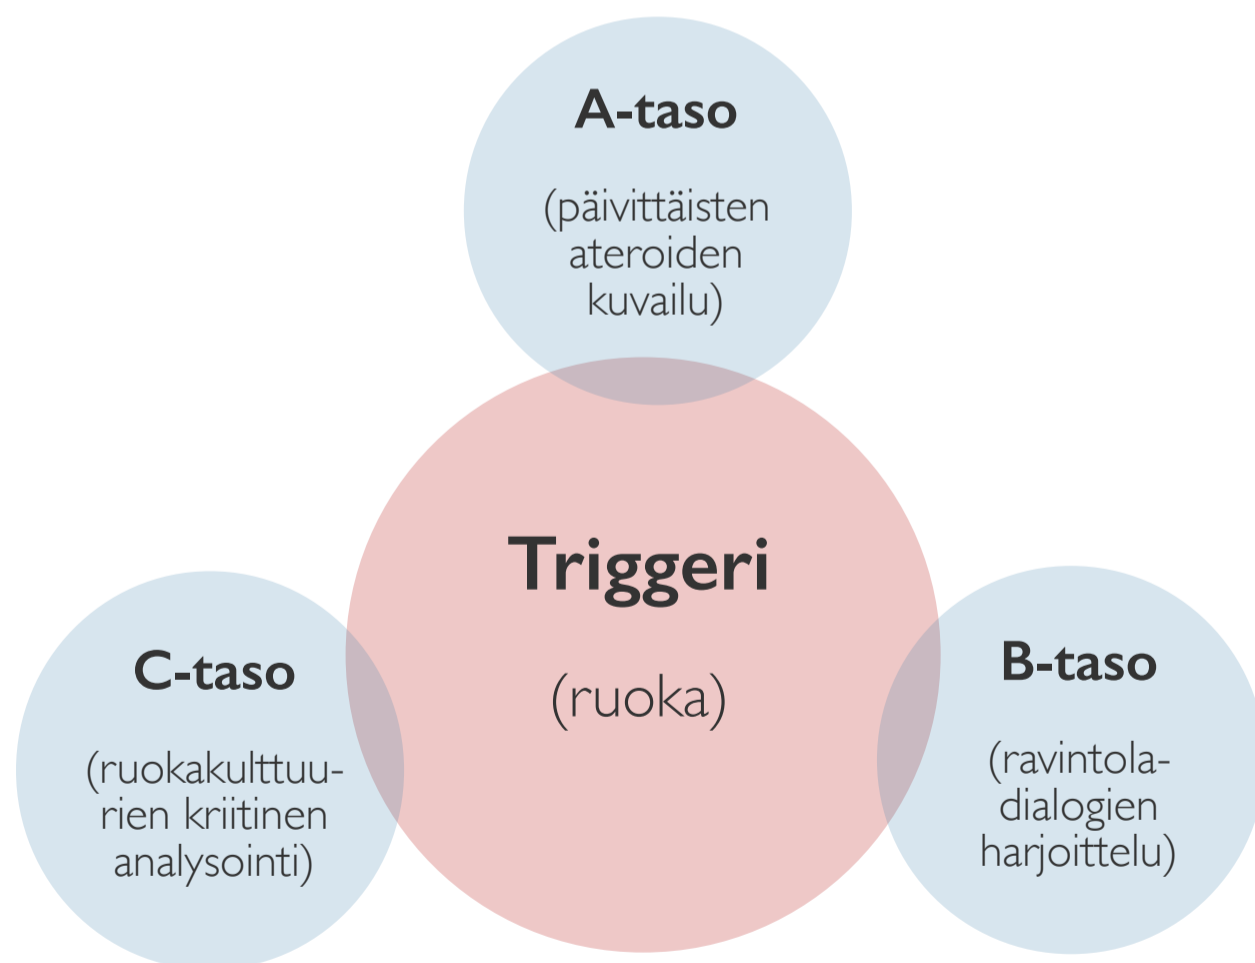 A-taso
(päivittäisten
ateroiden
kuvailu)
Triggeri
(ruoka)
C-taso
(ruokakulttuu-
rien kriitinen
analysointi)
B-taso
(ravintola-
dialogien
harjoittelu)